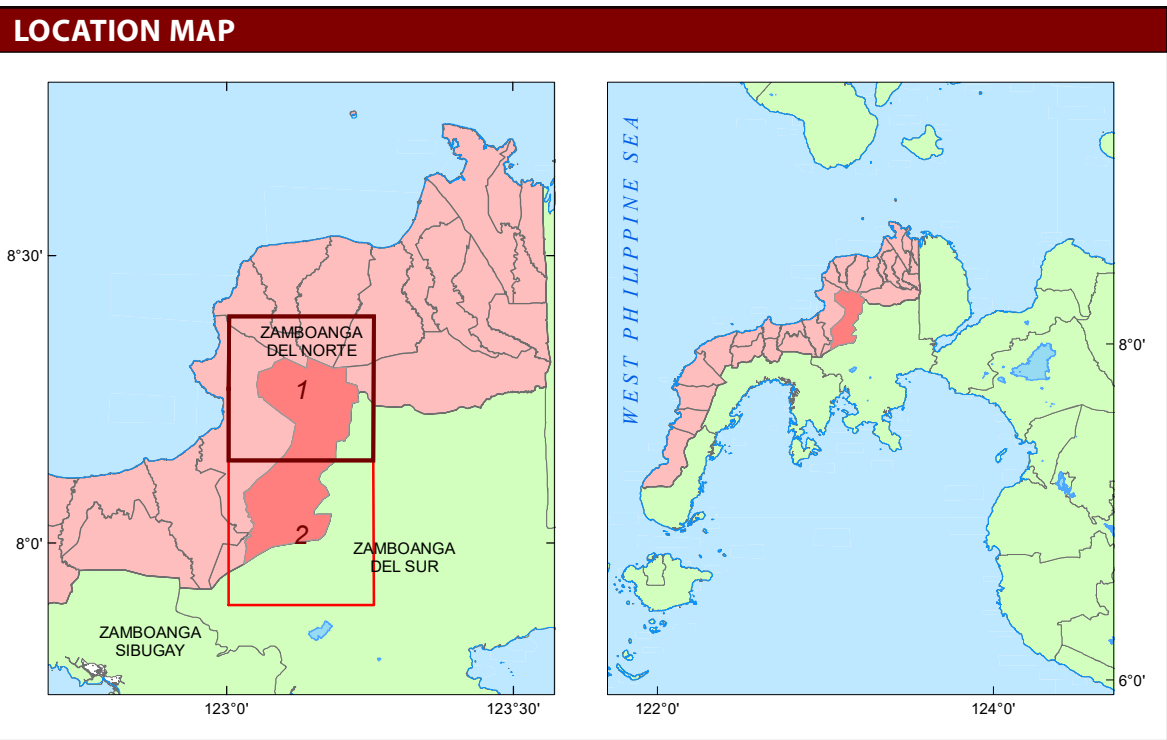 LOCATION MAP
8°30'
8°0'
123°0'
123°30'
ZAMBOANGA
DEL NORTE
1
2
ZAMBOANGA
DEL SUR
ZAMBOANGA
SIBUGAY
WEST PHILIPPINE SEA
8°0'
6°0'
122°0'
124°0'